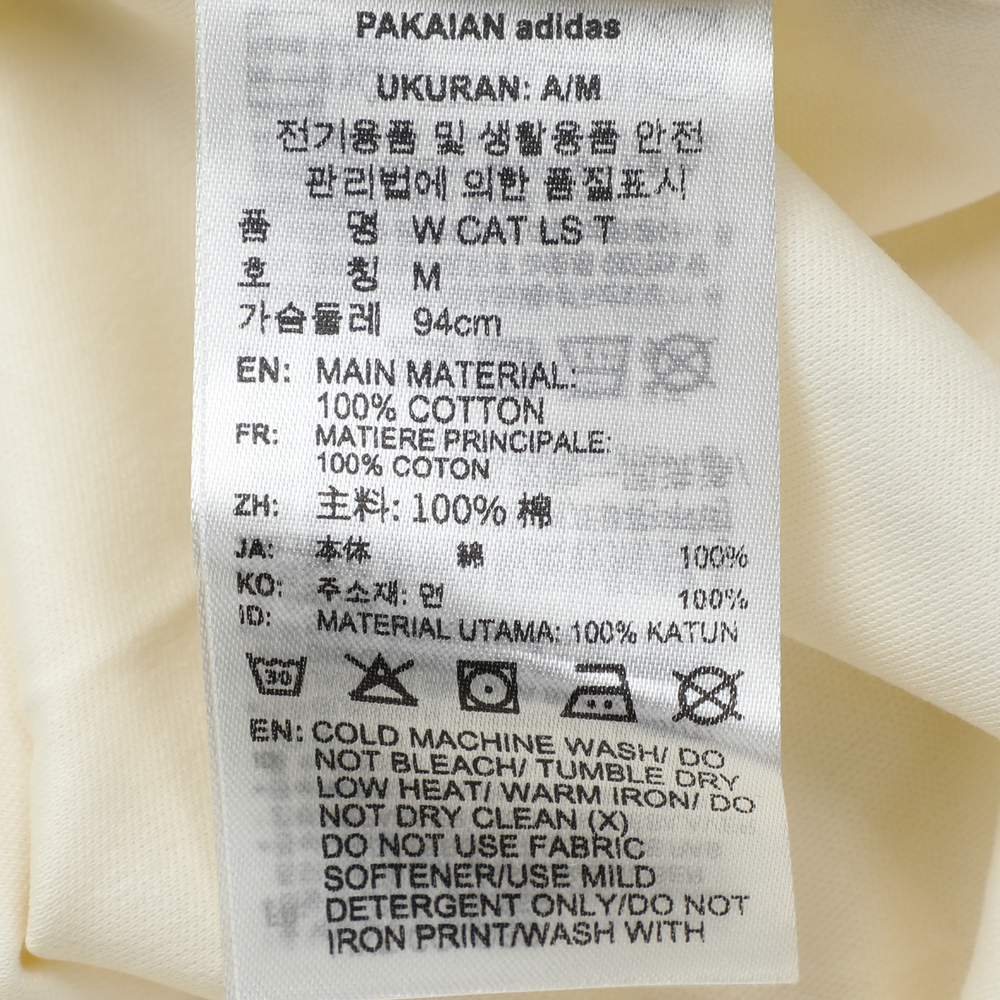 PAKAIAN adidas
UKURAN: A/M
전기용품 및 생활용품 안전
관리법에 의한 품질표시
품 명 W CAT LS T
호 칭 M
가슴둘레 94cm
EN: MAIN MATERIAL:
100% COTTON
FR: MATIERE PRINCIPALE:
100% COTON
ZH: 主料: 100% 棉
JA: 本体 綿 100%
KO: 주소재: 면 100%
ID: MATERIAL UTAMA: 100% KATUN
30
EN: COLD MACHINE WASH/ DO
NOT BLEACH/ TUMBLE DRY
LOW HEAT/ WARM IRON/ DO
NOT DRY CLEAN (X)
DO NOT USE FABRIC
SOFTENER/USE MILD
DETERGENT ONLY/DO NOT
IRON PRINT/WASH WITH